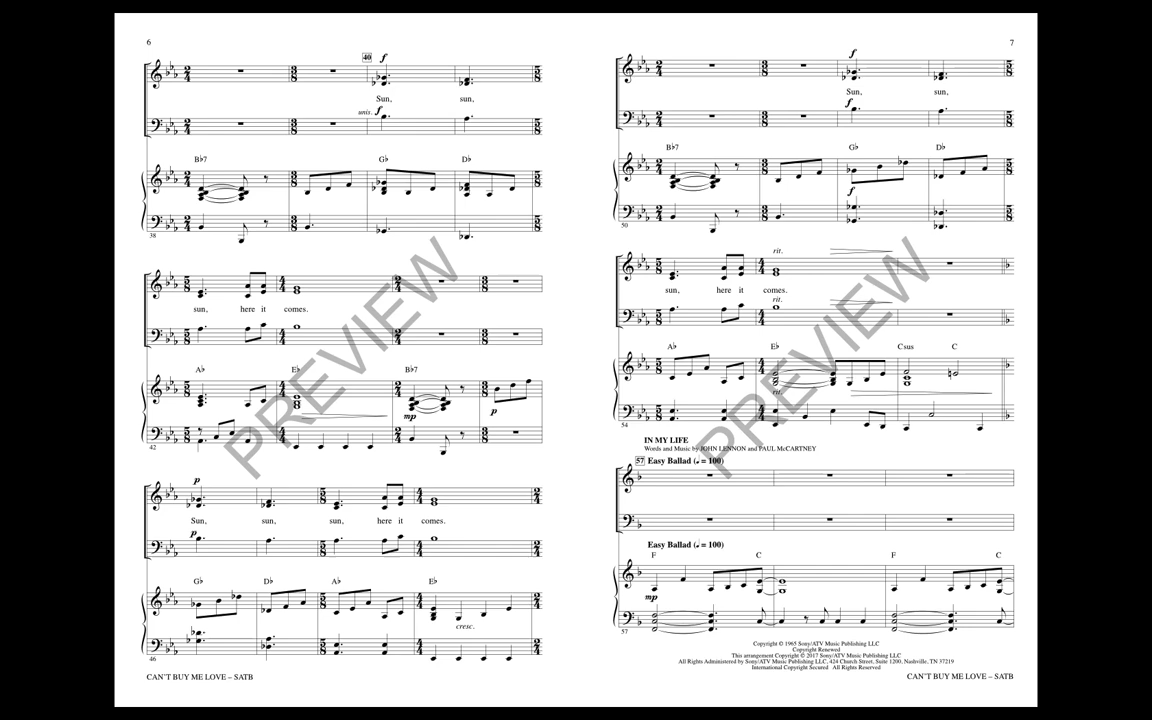 6
40
f
Sun, sun,
unis. f
B♭7 G♭ D♭
38
sun, here it comes.
A♭ E♭ B♭7
mp p
42
p
Sun, sun, sun, here it comes.
p
G♭ D♭ A♭ E♭
cresc.
46
CAN'T BUY ME LOVE – SATB
7
f
Sun, sun,
f
B♭7 G♭ D♭
f
50
rit.
sun, here it comes.
rit.
A♭ E♭ Csus C
rit.
54
IN MY LIFE
Words and Music by JOHN LENNON and PAUL McCARTNEY
57 Easy Ballad (♩ = 100)
Easy Ballad (♩ = 100)
F C F C
mp
57
Copyright © 1965 Sony/ATV Music Publishing LLC
Copyright Renewed
This arrangement Copyright © 2017 Sony/ATV Music Publishing LLC
All Rights Administered by Sony/ATV Music Publishing LLC, 424 Church Street, Suite 1200, Nashville, TN 37219
International Copyright Secured All Rights Reserved
CAN'T BUY ME LOVE – SATB
PREVIEW
PREVIEW